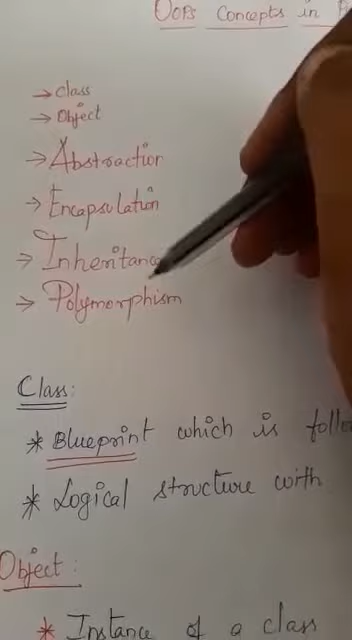 OOPS Concepts in
→ Class
→ Object
→ Abstraction
→ Encapsulation
→ Inheritance
→ Polymorphism
Class:
* Blueprint which is follo
* Logical structure with
Object:
* Instance of a class